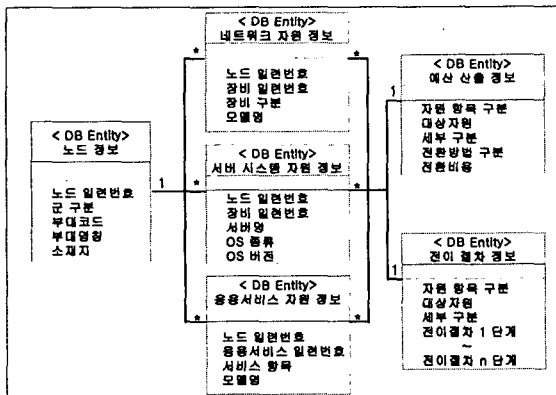 < DB Entity>
네트워크 자원 정보
노드 일련번호
장비 일련번호
장비 구분
모델명
< DB Entity>
노드 정보
노드 일련번호
군 구분
부대코드
부대명칭
소재지
< DB Entity>
서버 시스템 자원 정보
노드 일련번호
장비 일련번호
서버명
OS 종류
OS 버전
< DB Entity>
응용서비스 자원 정보
노드 일련번호
응용서비스 일련번호
서비스 항목
모델명
< DB Entity>
예산 산출 정보
자원 항목 구분
대상자원
세부 구분
전환방법 구분
전환비용
< DB Entity>
전이 절차 정보
자원 항목 구분
대상자원
세부 구분
전이절차 1 단계
~
전이절차 n 단계
1
*
*
*
*
*
*
1
1